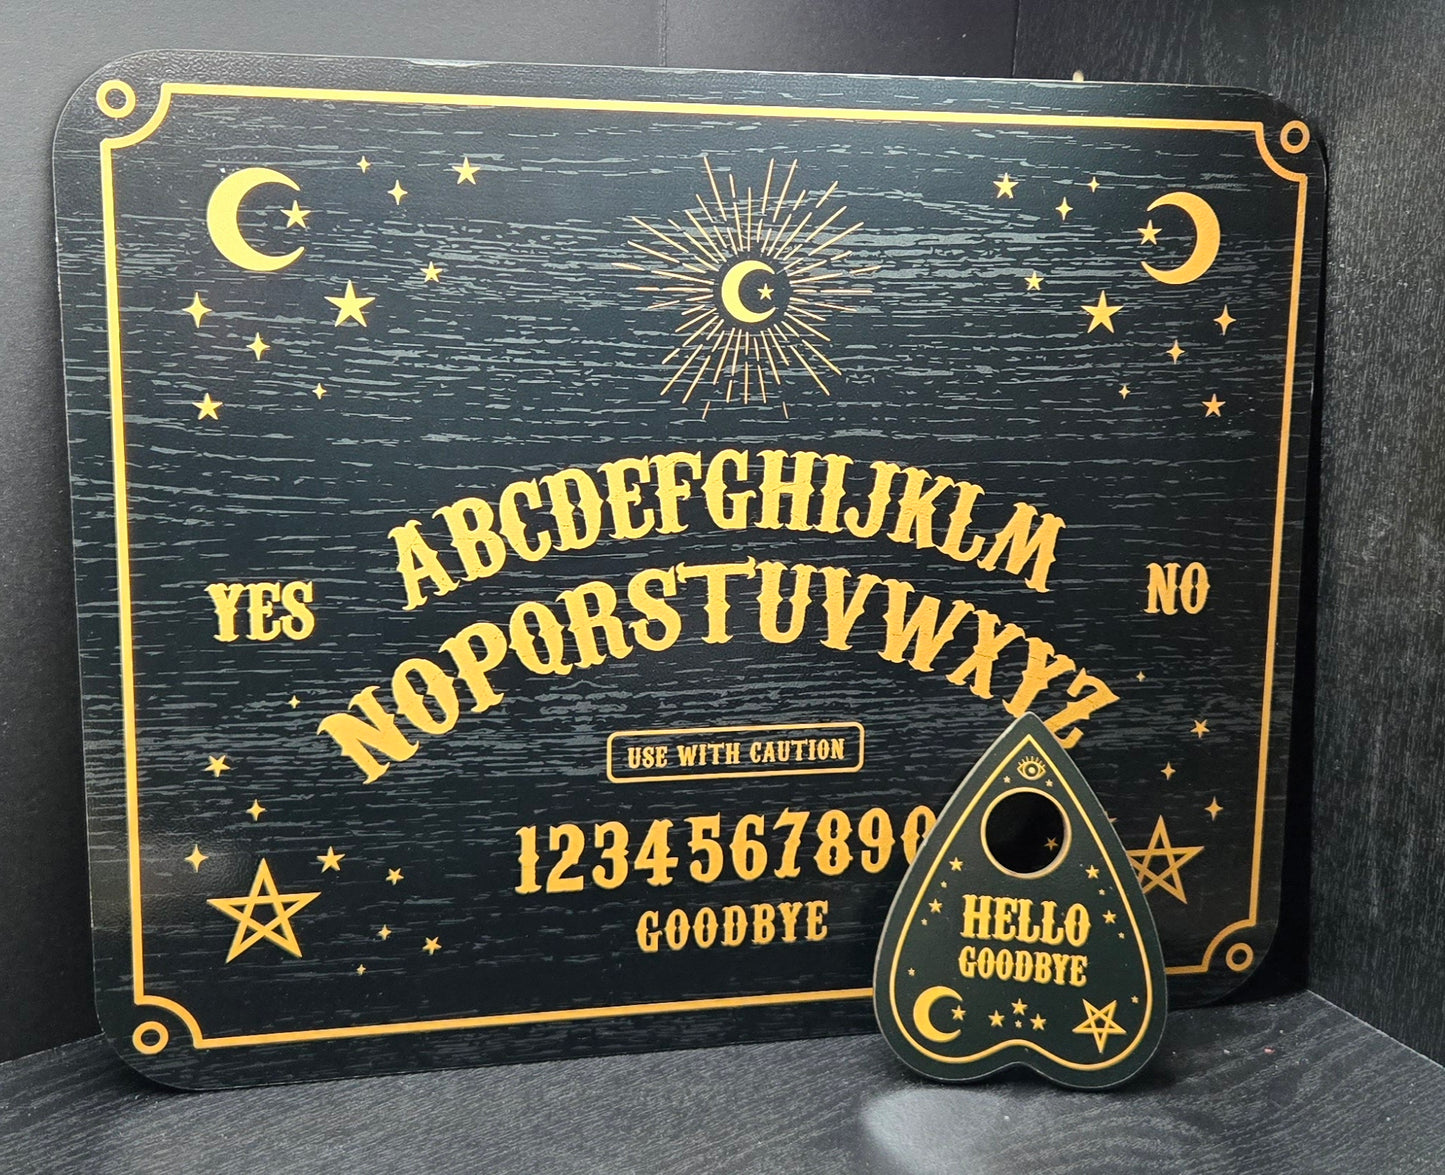 ABCDEFGHIJKLM
YES
NO
NOPQRSTUVWXYZ
USE WITH CAUTION
1234567890
GOODBYE
HELLO
GOODBYE